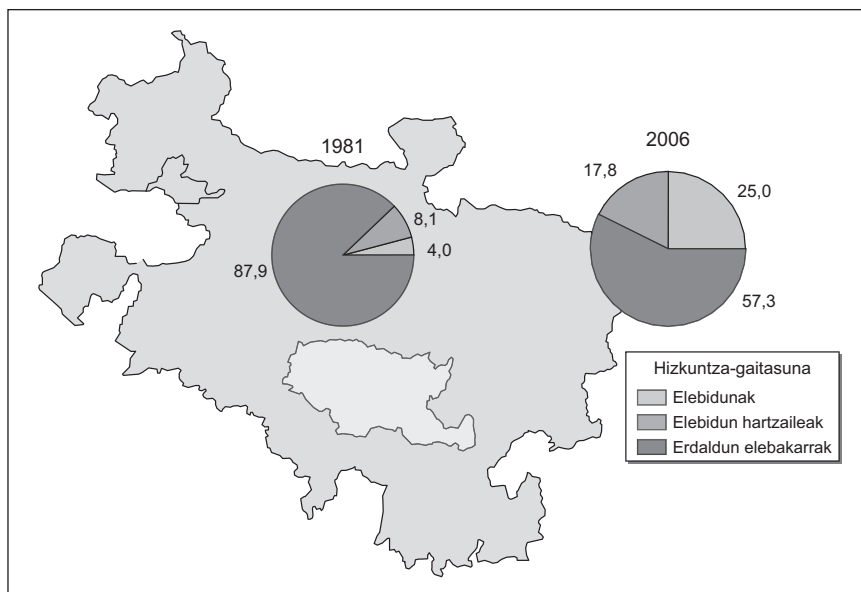 1981
8,1
4,0
87,9
2006
17,8
25,0
57,3
Hizkuntza-gaitasuna
Elebidunak
Elebidun hartzaileak
Erdaldun elebakarrak